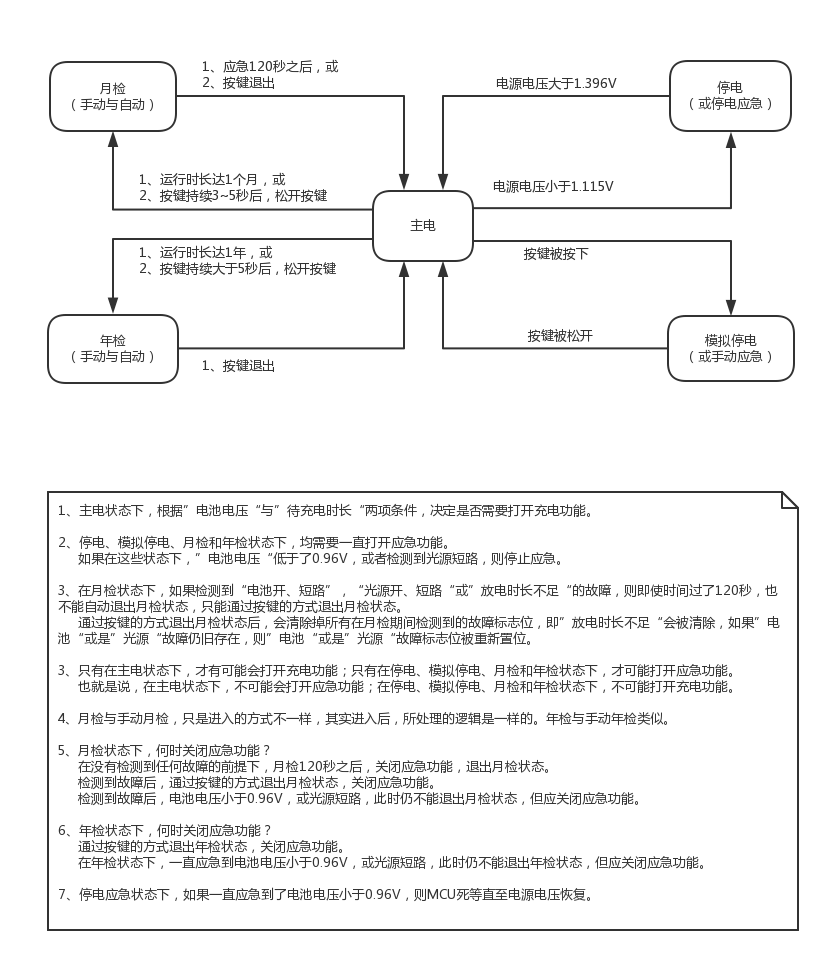 月检
（手动与自动）
1、应急120秒之后，或
2、按键退出
电源电压大于1.396V
停电
（或停电应急）
1、运行时长达1个月，或
2、按键持续3~5秒后，松开按键
电源电压小于1.115V
主电
1、运行时长达1年，或
2、按键持续大于5秒后，松开按键
按键被按下
年检
（手动与自动）
1、按键退出
按键被松开
模拟停电
（或手动应急）
1、主电状态下，根据”电池电压“与”待充电时长“两项条件，决定是否需要打开充电功能。
2、停电、模拟停电、月检和年检状态下，均需要一直打开应急功能。
如果在这些状态下，”电池电压“低于了0.96V，或者检测到光源短路，则停止应急。
3、在月检状态下，如果检测到“电池开、短路”，“光源开、短路“或”放电时长不足“的故障，则即使时间过了120秒，也
不能自动退出月检状态，只能通过按键的方式退出月检状态。
通过按键的方式退出月检状态后，会清除掉所有在月检期间检测到的故障标志位，即”放电时长不足“会被清除，如果”电
池“或是”光源“故障仍旧存在，则”电池“或是”光源“故障标志位被重新置位。
3、只有在主电状态下，才有可能会打开充电功能；只有在停电、模拟停电、月检和年检状态下，才可能打开应急功能。
也就是说，在主电状态下，不可能会打开应急功能；在停电、模拟停电、月检和年检状态下，不可能打开充电功能。
4、月检与手动月检，只是进入的方式不一样，其实进入后，所处理的逻辑是一样的。年检与手动年检类似。
5、月检状态下，何时关闭应急功能？
在没有检测到任何故障的前提下，月检120秒之后，关闭应急功能，退出月检状态。
检测到故障后，通过按键的方式退出月检状态，关闭应急功能。
检测到故障后，电池电压小于0.96V，或光源短路，此时仍不能退出月检状态，但应关闭应急功能。
6、年检状态下，何时关闭应急功能？
通过按键的方式退出年检状态，关闭应急功能。
在年检状态下，一直应急到电池电压小于0.96V，或光源短路，此时仍不能退出年检状态，但应关闭应急功能。
7、停电应急状态下，如果一直应急到了电池电压小于0.96V，则MCU死等直至电源电压恢复。